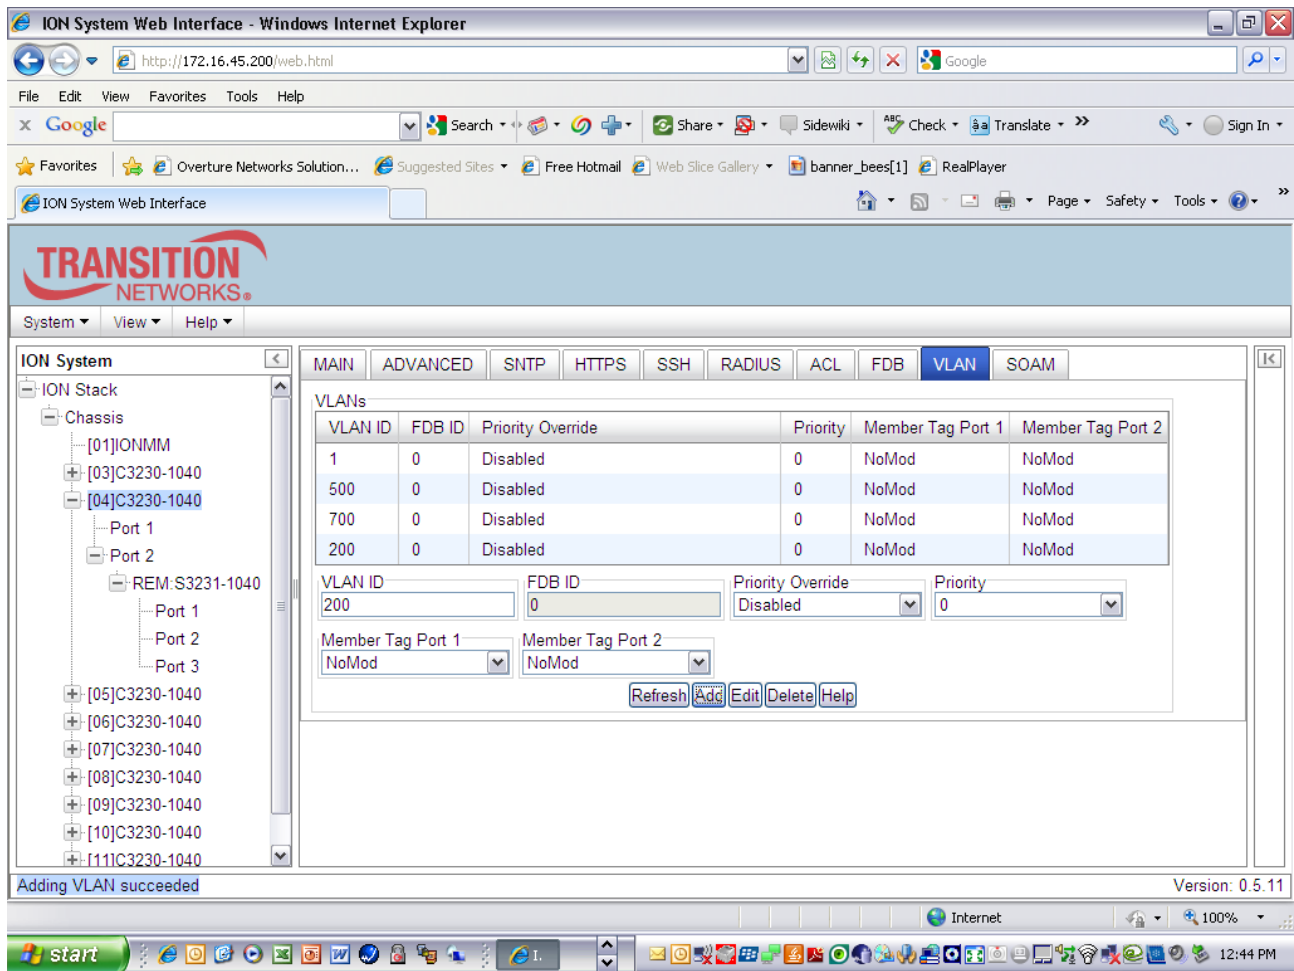 ION System Web Interface - Windows Internet Explorer
http://172.16.45.200/web.html
Google
File Edit View Favorites Tools Help
x Google Search Share Sidewiki ABC Check Translate Sign In
Favorites Overture Networks Solution... Suggested Sites Free Hotmail Web Slice Gallery banner_bees[1] RealPlayer
ION System Web Interface Page Safety Tools
TRANSITION
NETWORKS®
System View Help
ION System
ION Stack
Chassis
[01]IONMM
[03]C3230-1040
[04]C3230-1040
Port 1
Port 2
REM:S3231-1040
Port 1
Port 2
Port 3
[05]C3230-1040
[06]C3230-1040
[07]C3230-1040
[08]C3230-1040
[09]C3230-1040
[10]C3230-1040
[11]C3230-1040
MAIN ADVANCED SNTP HTTPS SSH RADIUS ACL FDB VLAN SOAM
VLANs
VLAN ID FDB ID Priority Override Priority Member Tag Port 1 Member Tag Port 2
1 0 Disabled 0 NoMod NoMod
500 0 Disabled 0 NoMod NoMod
700 0 Disabled 0 NoMod NoMod
200 0 Disabled 0 NoMod NoMod
VLAN ID FDB ID Priority Override Priority
200 0 Disabled 0
Member Tag Port 1 Member Tag Port 2
NoMod NoMod
Refresh Add Edit Delete Help
Adding VLAN succeeded Version: 0.5.11
Internet 100%
start I. 12:44 PM